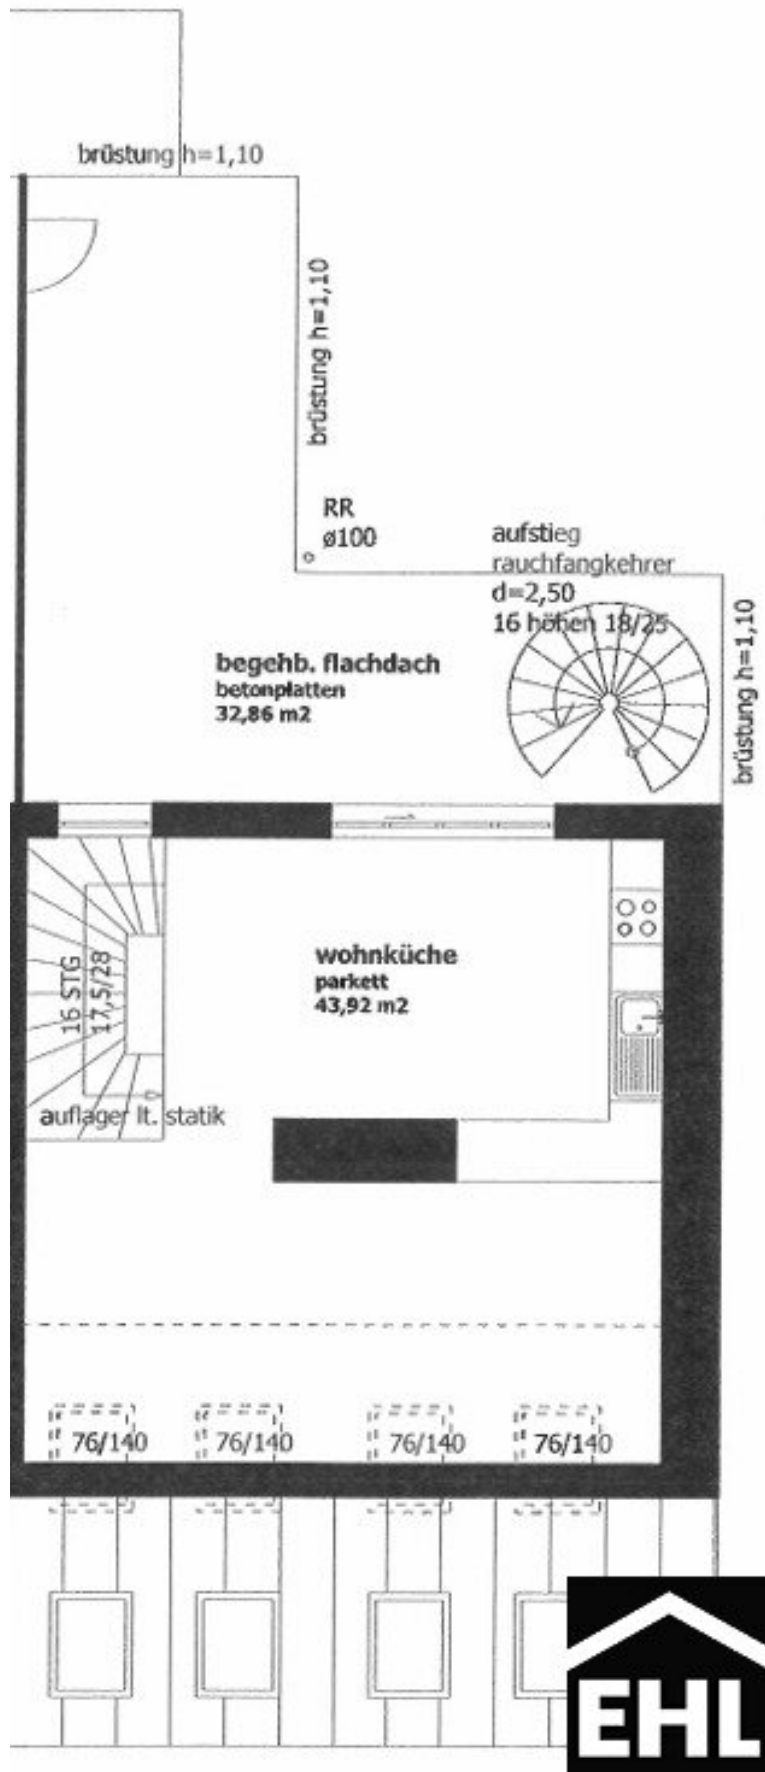 brüstung h=1,10
brüstung h=1,10
RR
ø100
aufstieg
rauchfangkehrer
d=2,50
16 höhen 18/25
brüstung h=1,10
begehb. flachdach
betonplatten
32,86 m2
wohnküche
parkett
43,92 m2
16 STG
17,5/28
auflager lt. statik
76/140
76/140
76/140
76/140
EHL